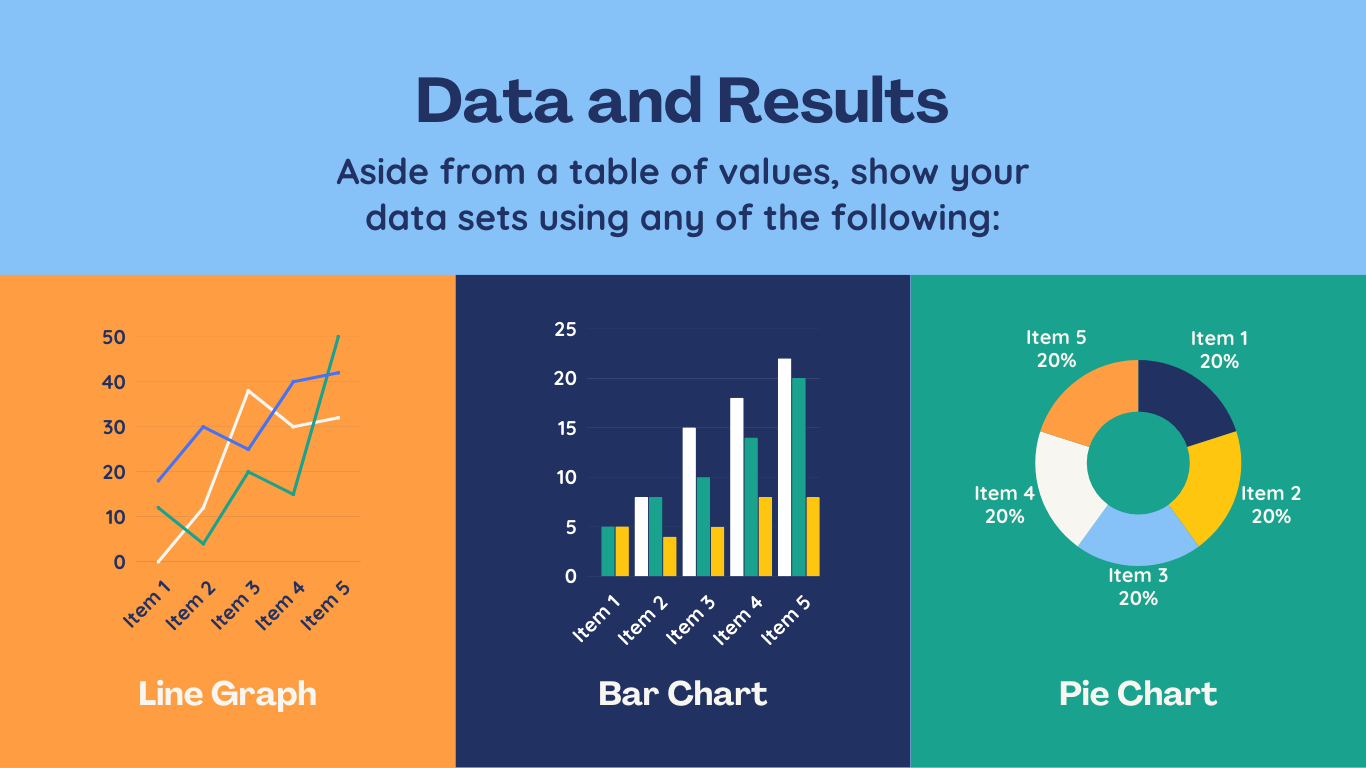 Data and Results
Aside from a table of values, show your
data sets using any of the following:
50
40
30
20
10
0
Item 1
Item 2
Item 3
Item 4
Item 5
Line Graph
25
20
15
10
5
0
Item 1
Item 2
Item 3
Item 4
Item 5
Bar Chart
Item 5
20%
Item 1
20%
Item 4
20%
Item 2
20%
Item 3
20%
Pie Chart